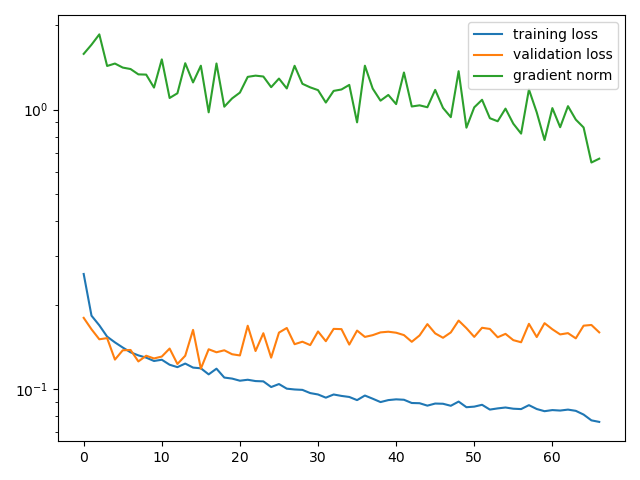 training loss
validation loss
gradient norm
10⁰
10⁻¹
0 10 20 30 40 50 60